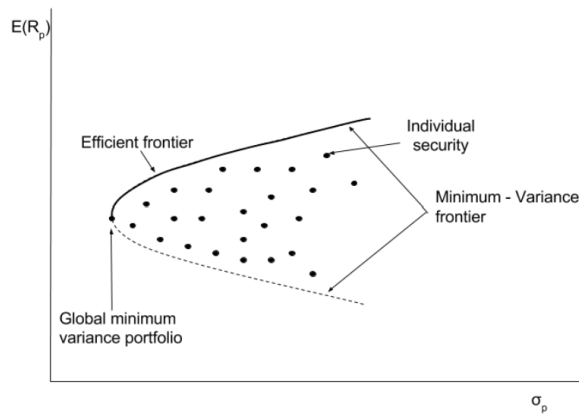 E(Rp)
Efficient frontier
Individual
security
Minimum - Variance
frontier
Global minimum
variance portfolio
σp